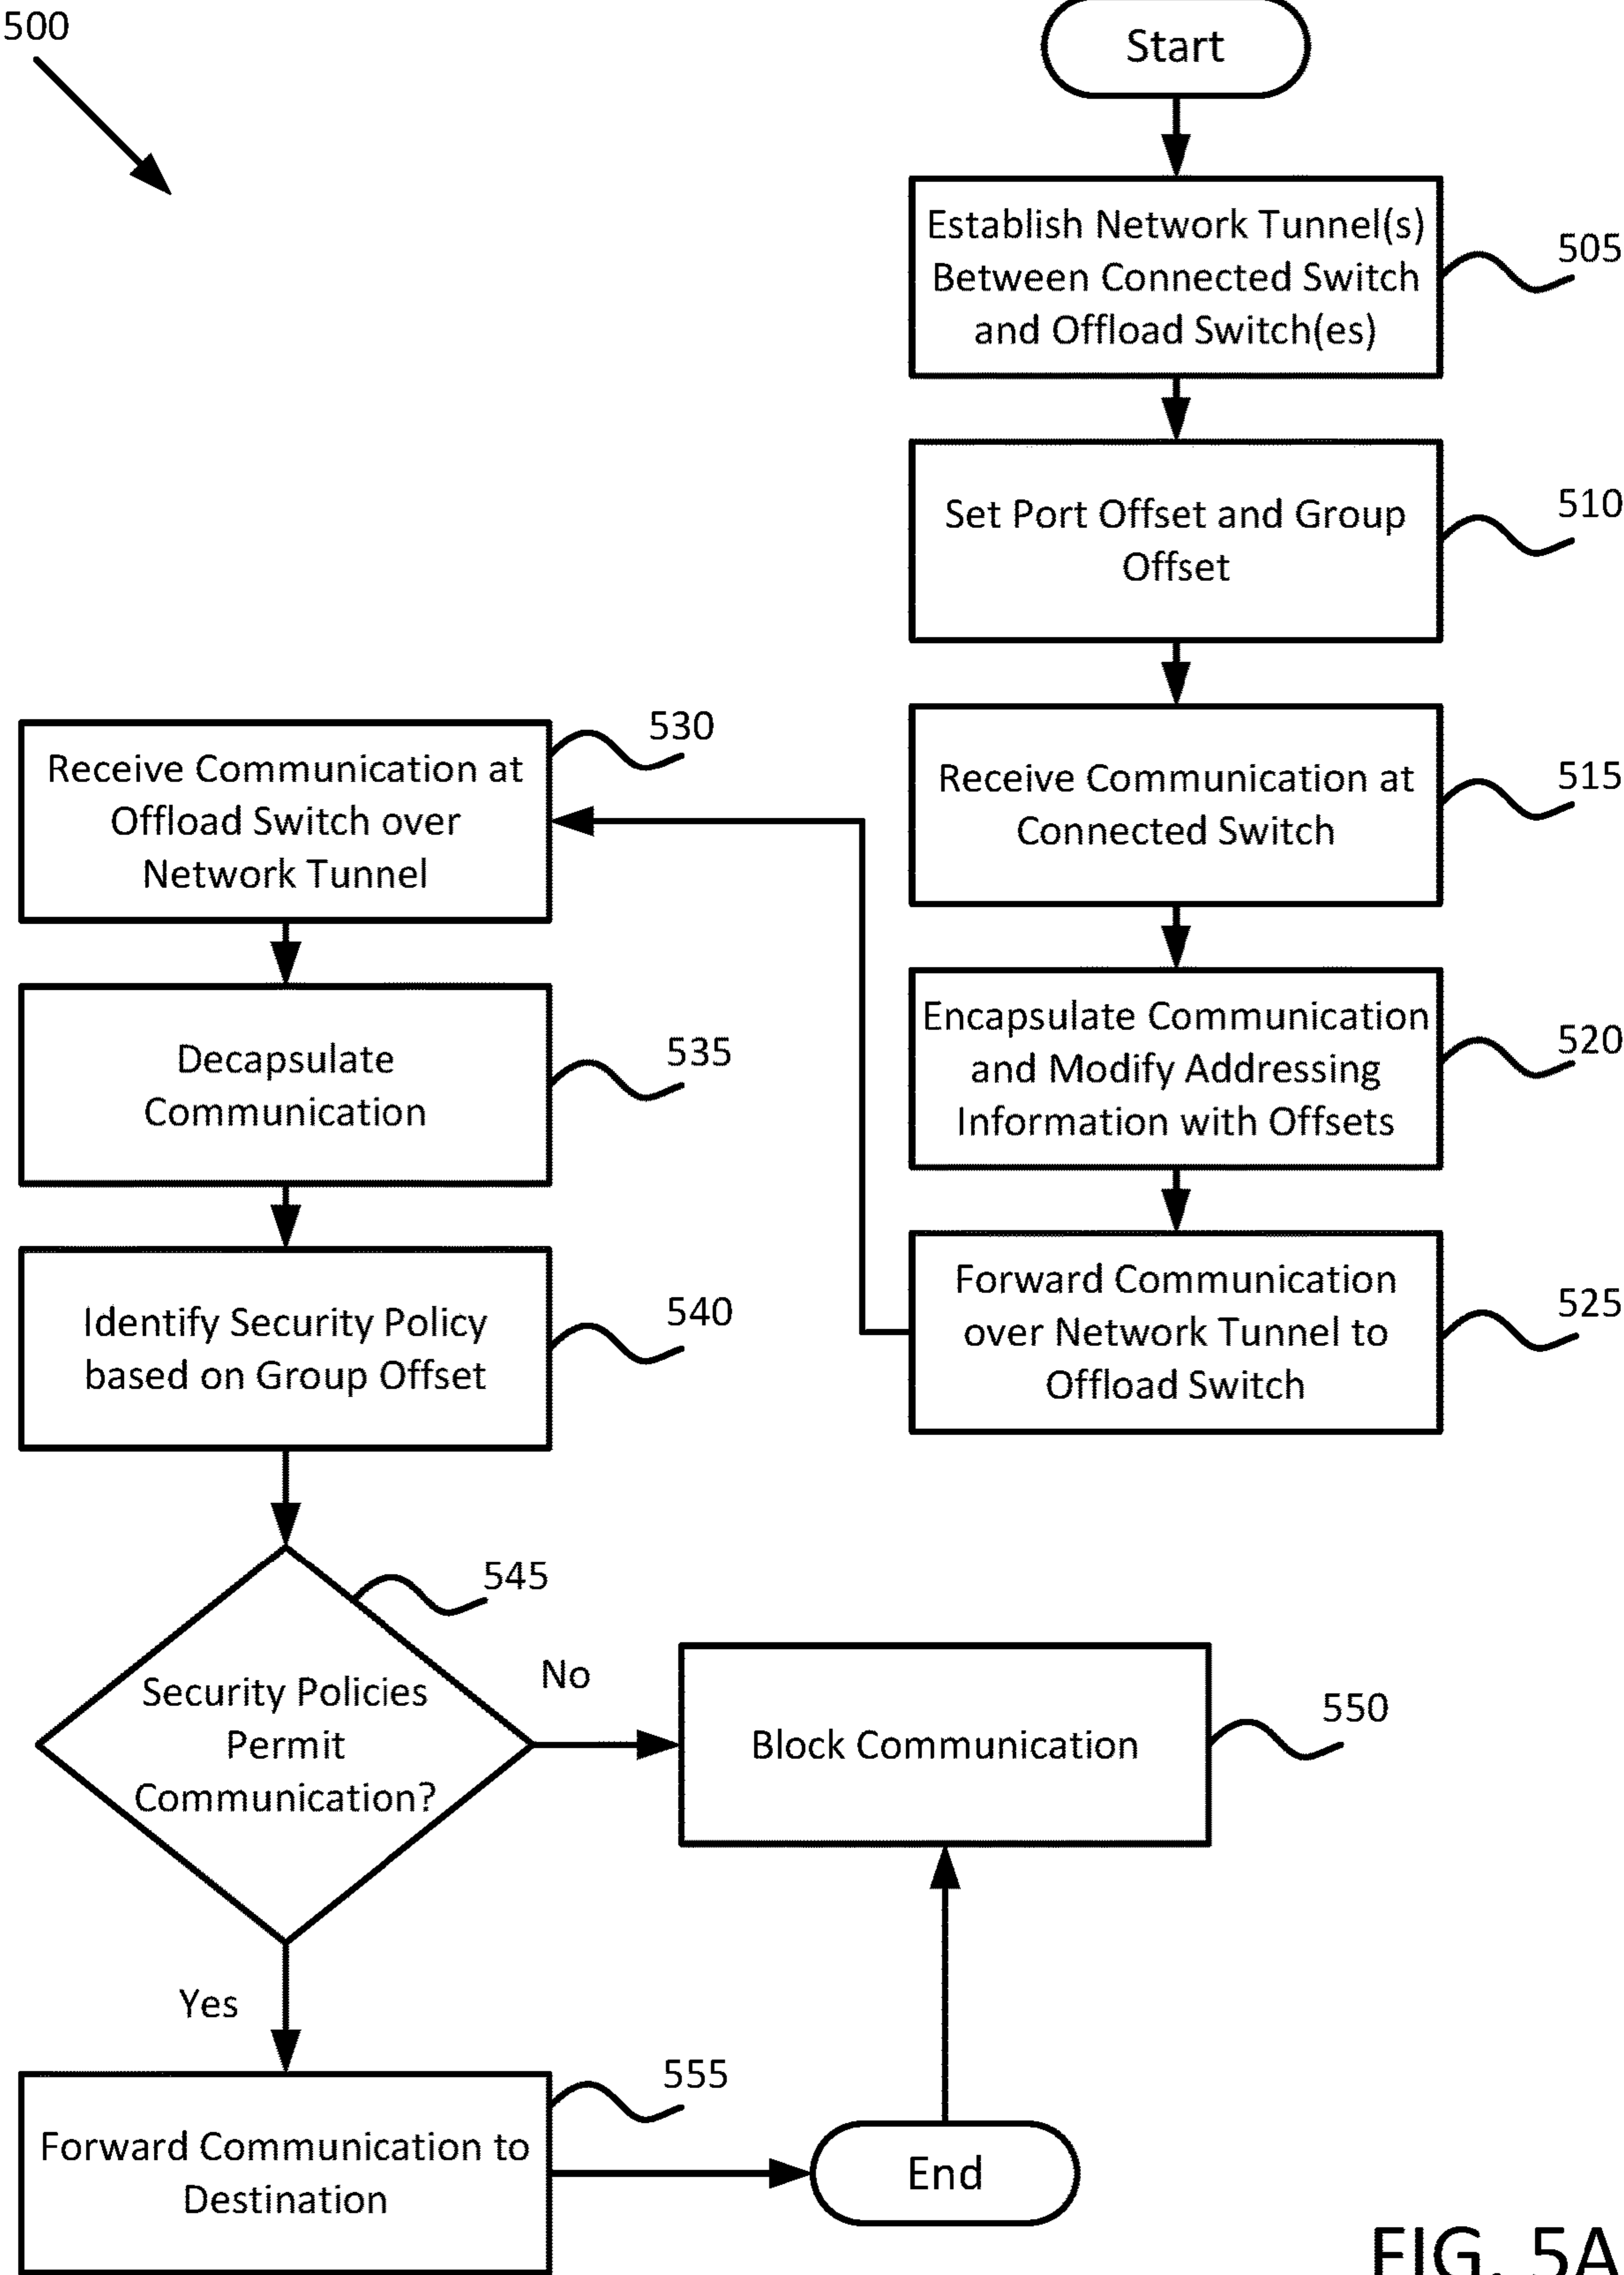 500
Start
Establish Network Tunnel(s)
Between Connected Switch
and Offload Switch(es)
505
Set Port Offset and Group
Offset
510
Receive Communication at
Connected Switch
515
Encapsulate Communication
and Modify Addressing
Information with Offsets
520
Forward Communication
over Network Tunnel to
Offload Switch
525
Receive Communication at
Offload Switch over
Network Tunnel
530
Decapsulate
Communication
535
Identify Security Policy
based on Group Offset
540
Security Policies
Permit
Communication?
545
No
Block Communication
550
Yes
Forward Communication to
Destination
555
End
FIG. 5A